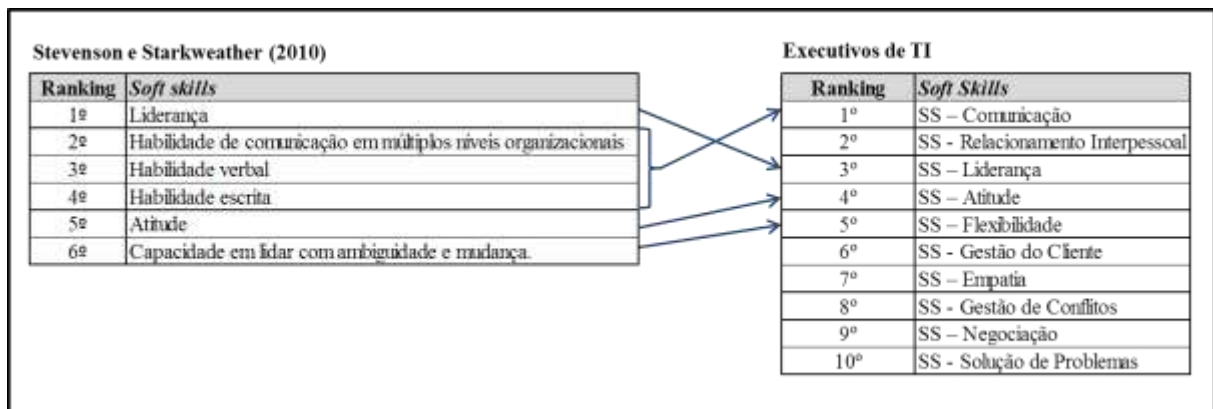 Stevenson e Starkweather (2010)
Ranking Soft skills
1º Liderança
2º Habilidade de comunicação em múltiplos níveis organizacionais
3º Habilidade verbal
4º Habilidade escrita
5º Atitude
6º Capacidade em lidar com ambiguidade e mudança.
Executivos de TI
Ranking Soft Skills
1º SS – Comunicação
2º SS - Relacionamento Interpessoal
3º SS – Liderança
4º SS – Atitude
5º SS – Flexibilidade
6º SS - Gestão do Cliente
7º SS – Empatia
8º SS - Gestão de Conflitos
9º SS – Negociação
10º SS - Solução de Problemas